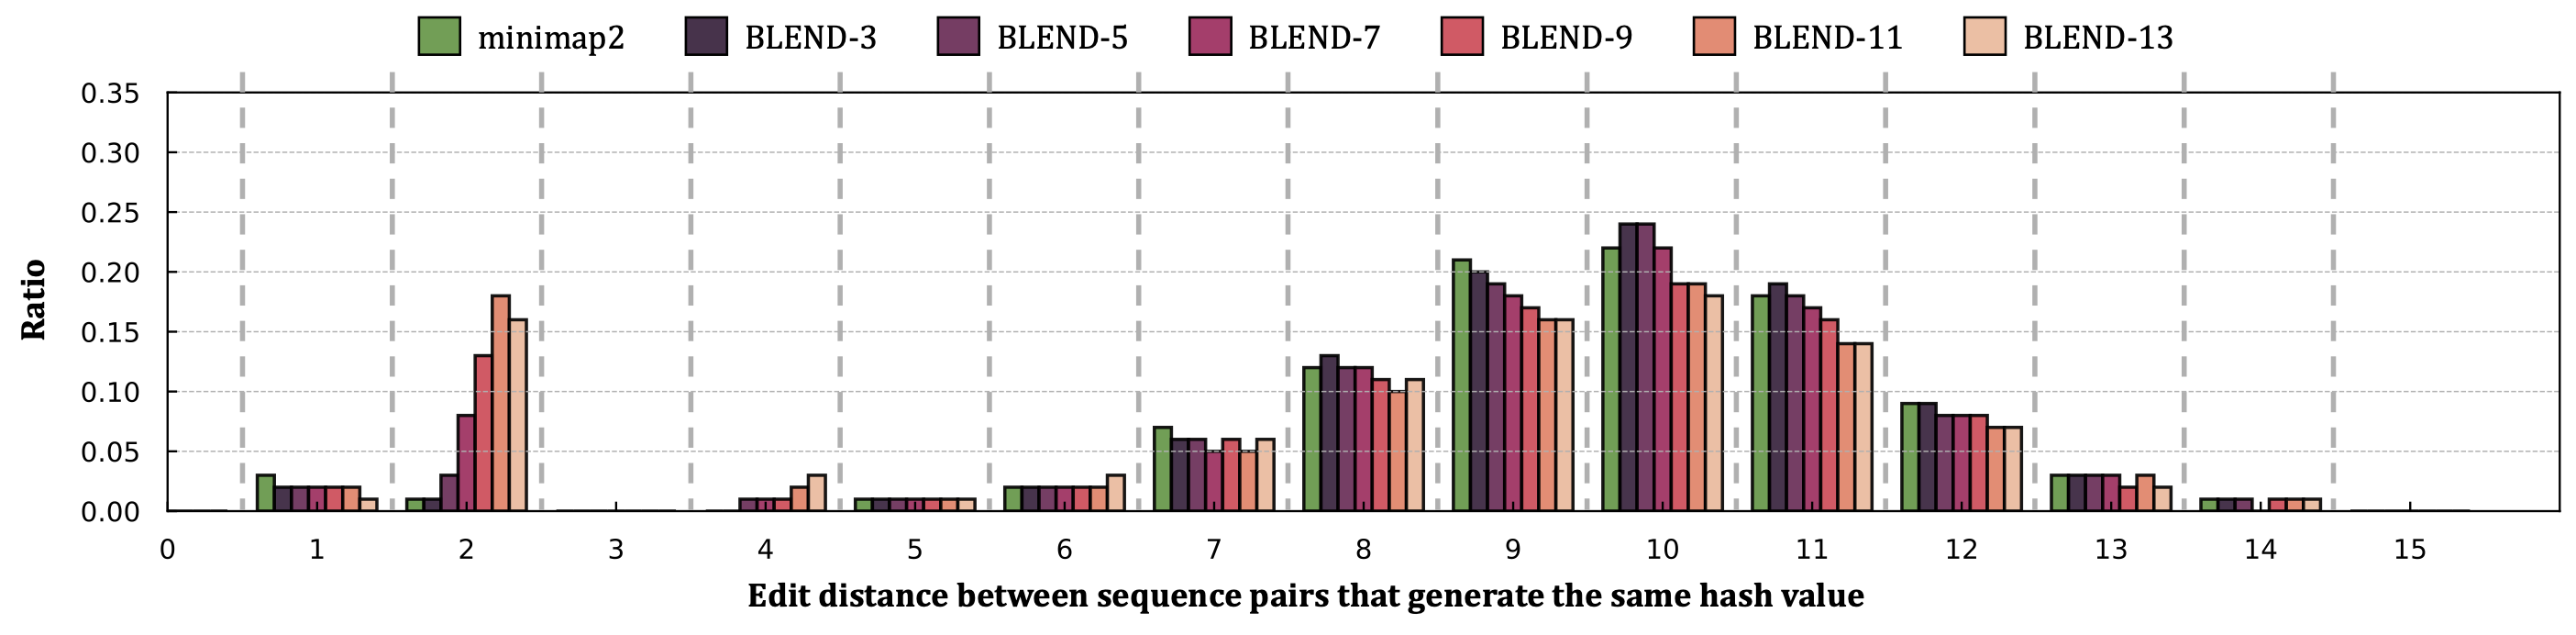 minimap2 BLEND-3 BLEND-5 BLEND-7 BLEND-9 BLEND-11 BLEND-13
0.35
0.30
0.25
0.20
0.15
0.10
0.05
0.00
Ratio
0 1 2 3 4 5 6 7 8 9 10 11 12 13 14 15
Edit distance between sequence pairs that generate the same hash value